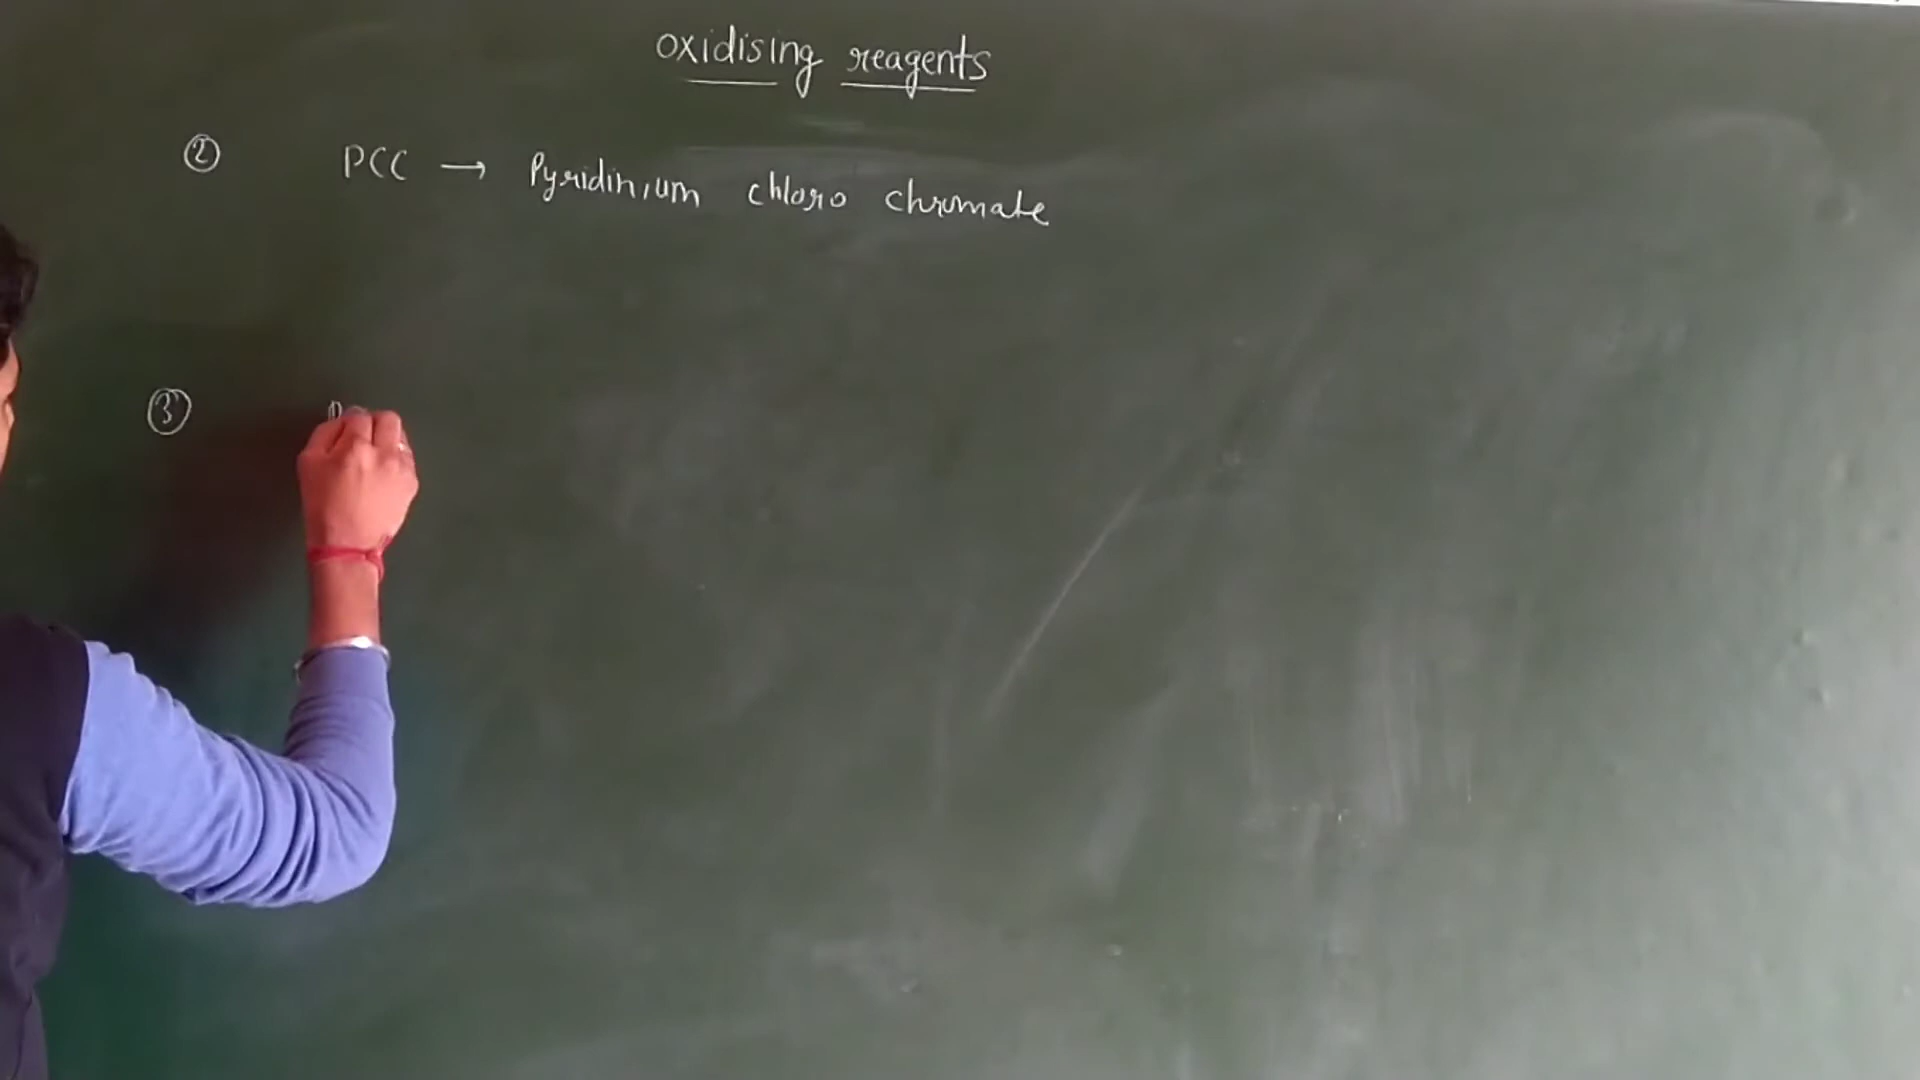 oxidising reagents
② PCC → Pyridinium chloro chromate
③